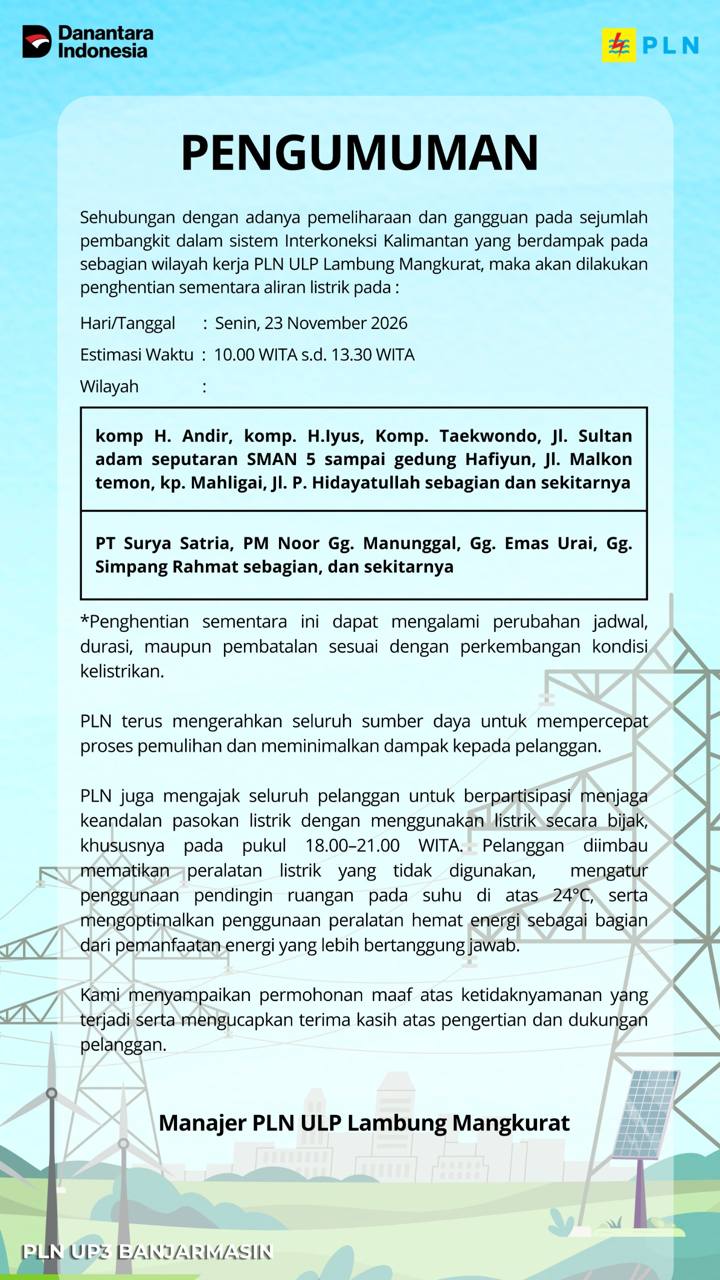 Danantara
Indonesia
PLN
PENGUMUMAN
Sehubungan dengan adanya pemeliharaan dan gangguan pada sejumlah
pembangkit dalam sistem Interkoneksi Kalimantan yang berdampak pada
sebagian wilayah kerja PLN ULP Lambung Mangkurat, maka akan dilakukan
penghentian sementara aliran listrik pada :
Hari/Tanggal : Senin, 23 November 2026
Estimasi Waktu : 10.00 WITA s.d. 13.30 WITA
Wilayah :
komp H. Andir, komp. H.Iyus, Komp. Taekwondo, Jl. Sultan
adam seputaran SMAN 5 sampai gedung Hafiyun, Jl. Malkon
temon, kp. Mahligai, Jl. P. Hidayatullah sebagian dan sekitarnya
PT Surya Satria, PM Noor Gg. Manunggal, Gg. Emas Urai, Gg.
Simpang Rahmat sebagian, dan sekitarnya
*Penghentian sementara ini dapat mengalami perubahan jadwal,
durasi, maupun pembatalan sesuai dengan perkembangan kondisi
kelistrikan.
PLN terus mengerahkan seluruh sumber daya untuk mempercepat
proses pemulihan dan meminimalkan dampak kepada pelanggan.
PLN juga mengajak seluruh pelanggan untuk berpartisipasi menjaga
keandalan pasokan listrik dengan menggunakan listrik secara bijak,
khususnya pada pukul 18.00–21.00 WITA. Pelanggan diimbau
mematikan peralatan listrik yang tidak digunakan, mengatur
penggunaan pendingin ruangan pada suhu di atas 24°C, serta
mengoptimalkan penggunaan peralatan hemat energi sebagai bagian
dari pemanfaatan energi yang lebih bertanggung jawab.
Kami menyampaikan permohonan maaf atas ketidaknyamanan yang
terjadi serta mengucapkan terima kasih atas pengertian dan dukungan
pelanggan.
Manajer PLN ULP Lambung Mangkurat
PLN UP3 BANJARMASIN